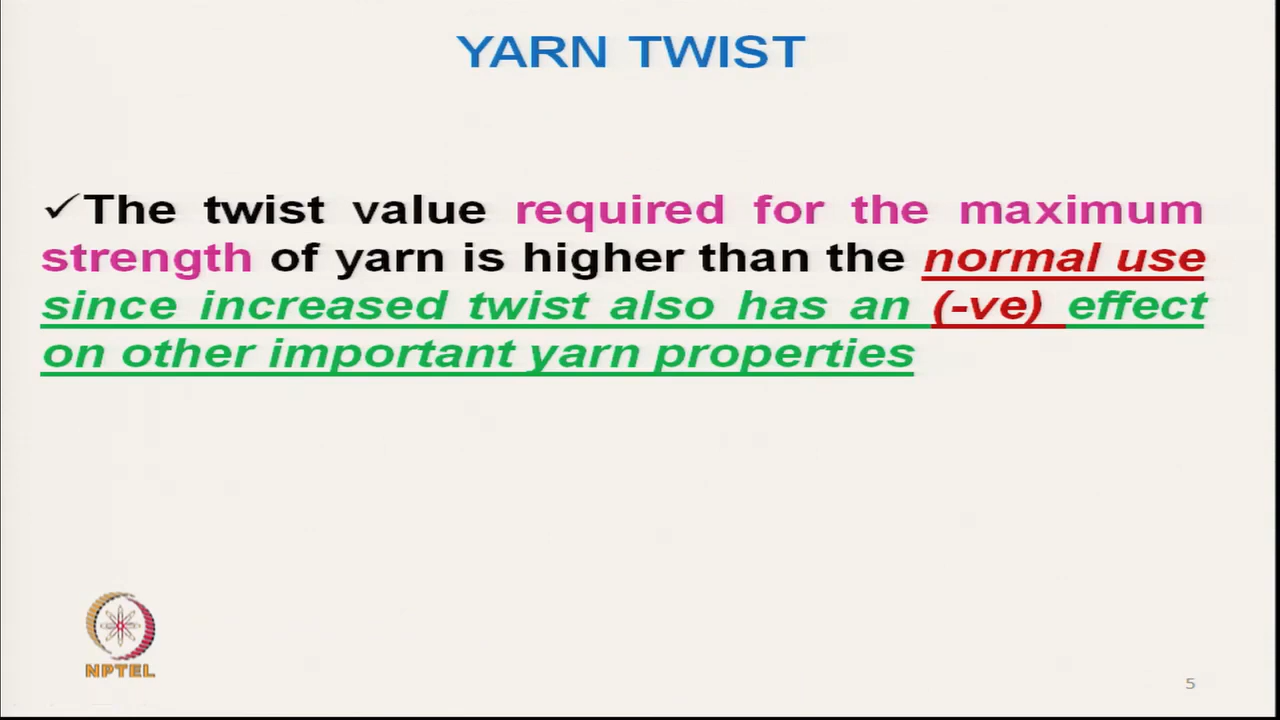 YARN TWIST
✓The twist value required for the maximum
strength of yarn is higher than the normal use
since increased twist also has an (-ve) effect
on other important yarn properties
NPTEL
5